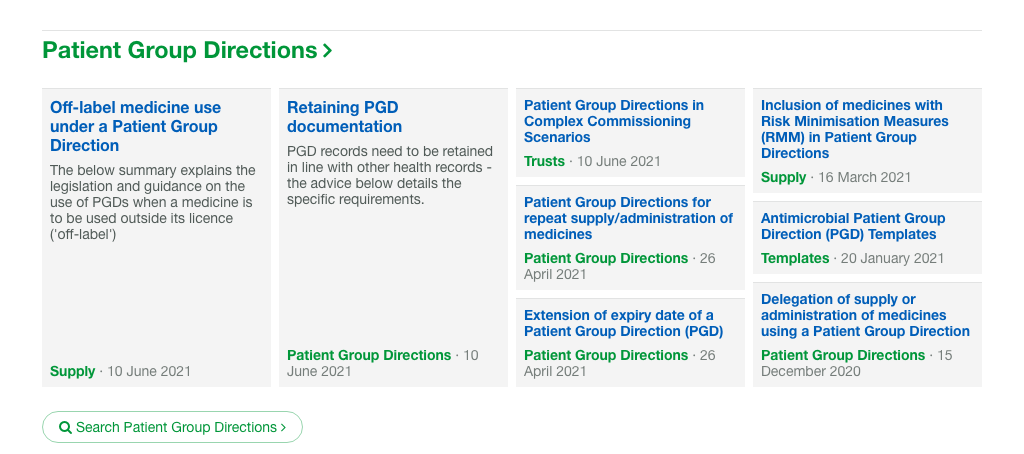 Patient Group Directions
Off-label medicine use
under a Patient Group
Direction
The below summary explains the
legislation and guidance on the
use of PGDs when a medicine is
to be used outside its licence
('off-label')
Supply · 10 June 2021
Retaining PGD
documentation
PGD records need to be retained
in line with other health records -
the advice below details the
specific requirements.
Patient Group Directions · 10
June 2021
Patient Group Directions in
Complex Commissioning
Scenarios
Trusts · 10 June 2021
Patient Group Directions for
repeat supply/administration of
medicines
Patient Group Directions · 26
April 2021
Extension of expiry date of a
Patient Group Direction (PGD)
Patient Group Directions · 26
April 2021
Inclusion of medicines with
Risk Minimisation Measures
(RMM) in Patient Group
Directions
Supply · 16 March 2021
Antimicrobial Patient Group
Direction (PGD) Templates
Templates · 20 January 2021
Delegation of supply or
administration of medicines
using a Patient Group Direction
Patient Group Directions · 15
December 2020
Search Patient Group Directions